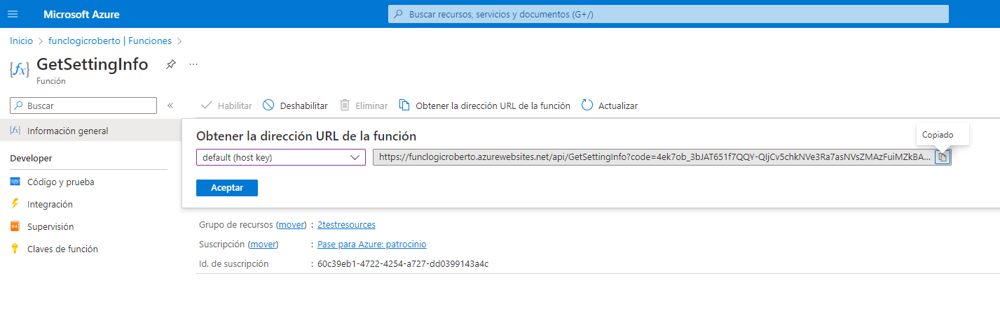 Microsoft Azure
Buscar recursos, servicios y documentos (G+/)
Inicio > funclogicroberto | Funciones >
{fx} GetSettingInfo ...
Función
Buscar «
Habilitar Deshabilitar Eliminar Obtener la dirección URL de la función Actualizar
{fx} Información general
Obtener la dirección URL de la función
Copiado
default (host key)
https://funclogicroberto.azurewebsites.net/api/GetSettingInfo?code=4ek7ob_3bJAT651f7QQY-QIjCv5chkNVe3Ra7asNVsZMAzFuiMZkBA...
Aceptar
Developer
Código y prueba
Integración
Supervisión
Claves de función
Grupo de recursos (mover) : 2testresources
Suscripción (mover) : Pase para Azure: patrocinio
Id. de suscripción : 60c39eb1-4722-4254-a727-dd0399143a4c